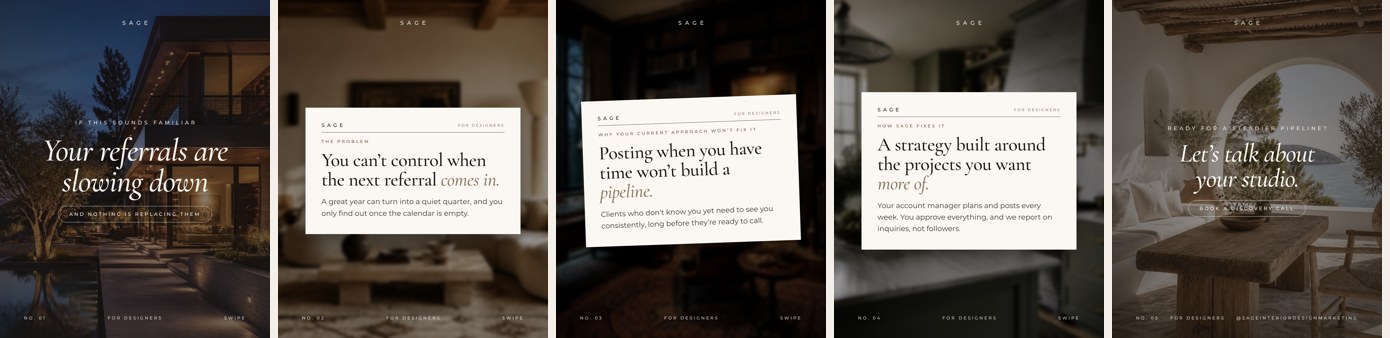 SAGE
IF THIS SOUNDS FAMILIAR
Your referrals are
slowing down
AND NOTHING IS REPLACING THEM
NO. 01
FOR DESIGNERS
SWIPE
SAGE
SAGE
FOR DESIGNERS
THE PROBLEM
You can't control when
the next referral comes in.
A great year can turn into a quiet quarter, and you
only find out once the calendar is empty.
NO. 02
FOR DESIGNERS
SWIPE
SAGE
SAGE
FOR DESIGNERS
WHY YOUR CURRENT APPROACH WON'T FIX IT
Posting when you have
time won't build a
pipeline.
Clients who don't know you yet need to see you
consistently, long before they're ready to call.
NO. 03
FOR DESIGNERS
SWIPE
SAGE
SAGE
FOR DESIGNERS
HOW SAGE FIXES IT
A strategy built around
the projects you want
more of.
Your account manager plans and posts every
week. You approve everything, and we report on
inquiries, not followers.
NO. 04
FOR DESIGNERS
SWIPE
SAGE
READY FOR A STEADIER PIPELINE?
Let's talk about
your studio.
BOOK A DISCOVERY CALL
NO. 05
FOR DESIGNERS
@SAGEINTERIORDESIGNMARKETING